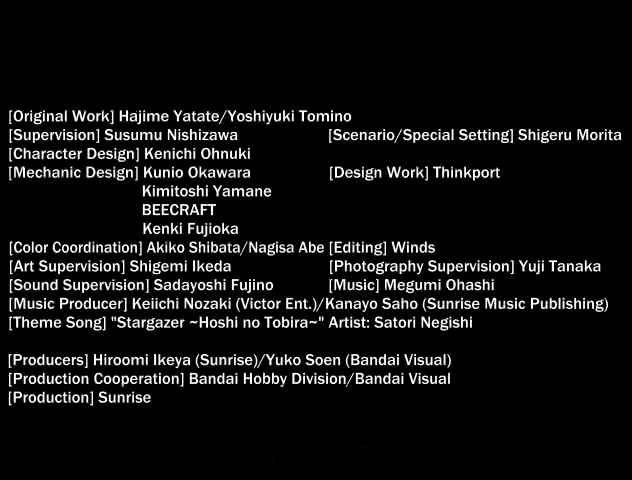 [Original Work] Hajime Yatate/Yoshiyuki Tomino
[Supervision] Susumu Nishizawa [Scenario/Special Setting] Shigeru Morita
[Character Design] Kenichi Ohnuki
[Mechanic Design] Kunio Okawara [Design Work] Thinkport
Kimitoshi Yamane
BEECRAFT
Kenki Fujioka
[Color Coordination] Akiko Shibata/Nagisa Abe [Editing] Winds
[Art Supervision] Shigemi Ikeda [Photography Supervision] Yuji Tanaka
[Sound Supervision] Sadayoshi Fujino [Music] Megumi Ohashi
[Music Producer] Keiichi Nozaki (Victor Ent.)/Kanayo Saho (Sunrise Music Publishing)
[Theme Song] "Stargazer ~Hoshi no Tobira~" Artist: Satori Negishi
[Producers] Hiroomi Ikeya (Sunrise)/Yuko Soen (Bandai Visual)
[Production Cooperation] Bandai Hobby Division/Bandai Visual
[Production] Sunrise